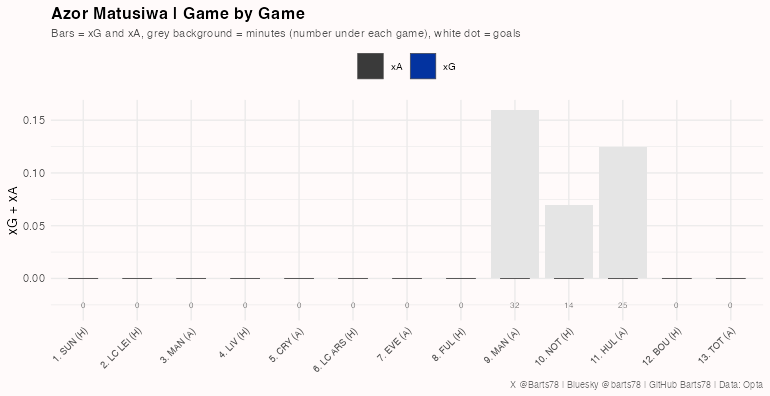 Azor Matusiwa | Game by Game
Bars = xG and xA, grey background = minutes (number under each game), white dot = goals
xA xG
xG + xA
0.15
0.10
0.05
0.00
0 0 0 0 0 0 0 0 32 14 25 0 0
1. SUN (H)
2. LC LEI (H)
3. MAN (A)
4. LIV (H)
5. CRY (A)
6. LC ARS (H)
7. EVE (A)
8. FUL (H)
9. MAN (A)
10. NOT (H)
11. HUL (A)
12. BOU (H)
13. TOT (A)
X @Barts78 | Bluesky @barts78 | GitHub Barts78 | Data: Opta